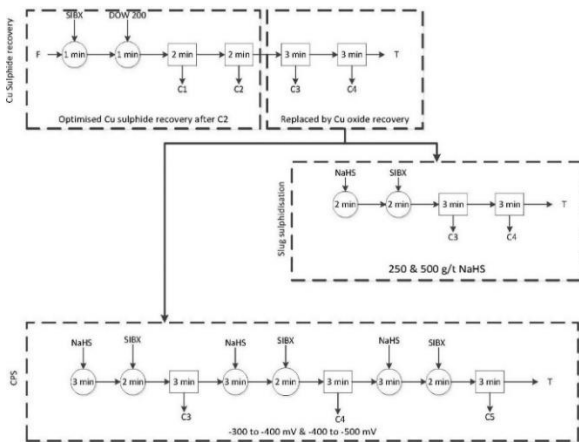 Cu Sulphide recovery
SIBX DOW 200
F 1 min 1 min 2 min 2 min 3 min 3 min T
C1 C2 C3 C4
Optimised Cu sulphide recovery after C2
Replaced by Cu oxide recovery
Slug sulphidisation
NaHS SIBX
2 min 2 min 3 min 3 min T
C3 C4
250 & 500 g/t NaHS
CPS
NaHS SIBX NaHS SIBX NaHS SIBX
3 min 2 min 3 min 3 min 2 min 3 min 3 min 2 min 3 min T
C3 C4 C5
-300 to -400 mV & -400 to -500 mV